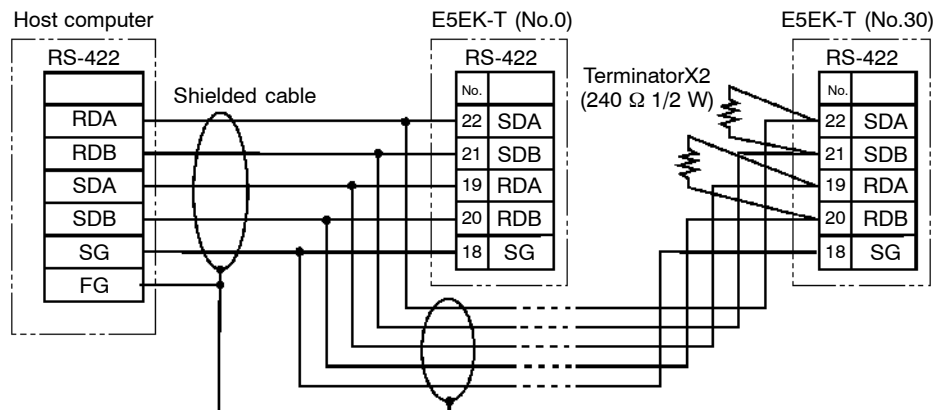 Host computer
E5EK-T (No.0)
E5EK-T (No.30)
RS-422
RS-422
RS-422
TerminatorX2
(240 Ω 1/2 W)
Shielded cable
No.
No.
RDA
22 SDA
22 SDA
RDB
21 SDB
21 SDB
SDA
19 RDA
19 RDA
SDB
20 RDB
20 RDB
SG
18 SG
18 SG
FG